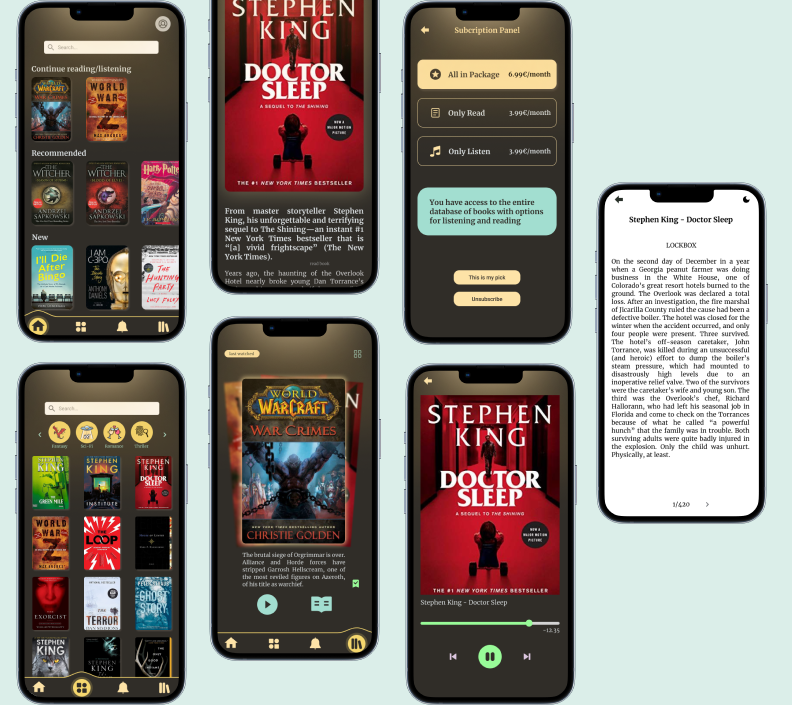 Search...
Continue reading/listening
WORLD
WARCRAFT
WAR CRIMES
CHRISTIE GOLDEN
WORLD
WAR
Z
MAX BROOKS
Recommended
THE
WITCHER
ANDRZEJ
SAPKOWSKI
THE
WITCHER
ANDRZEJ
SAPKOWSKI
Harry Potte
New
I'll Die
After
Bingo
I AM
C-3PO
ANTHONY
DANIELS
THE
HUNTING
PARTY
LUCY FOLEY
STEPHEN
KING
DOCTOR
SLEEP
A SEQUEL TO THE SHINING
NOW A
MAJOR MOTION
PICTURE
THE #1 NEW YORK TIMES BESTSELLER
From master storyteller Stephen
King, his unforgettable and terrifying
sequel to The Shining—an instant #1
New York Times bestseller that is
“[a] vivid frightscape” (The New
York Times).
read book
Years ago, the haunting of the Overlook
Hotel nearly broke young Dan Torrance's
Subcription Panel
All in Package 6.99€/month
Only Read 3.99€/month
Only Listen 3.99€/month
You have access to the entire
database of books with options
for listening and reading
This is my pick
Unsubscribe
Stephen King - Doctor Sleep
LOCKBOX
On the second day of December in a year
when a Georgia peanut farmer was doing
business in the White House, one of
Colorado's great resort hotels burned to the
ground. The Overlook was declared a total
loss. After an investigation, the fire marshal
of Jicarilla County ruled the cause had been a
defective boiler. The hotel was closed for the
winter when the accident occurred, and only
four people were present. Three survived.
The hotel's off-season caretaker, John
Torrance, was killed during an unsuccessful
(and heroic) effort to dump the boiler's
steam pressure, which had mounted to
disastrously high levels due to an
inoperative relief valve. Two of the survivors
were the caretaker's wife and young son. The
third was the Overlook's chef, Richard
Hallorann, who had left his seasonal job in
Florida and come to check on the Torrances
because of what he called “a powerful
hunch” that the family was in trouble. Both
surviving adults were quite badly injured in
the explosion. Only the child was unhurt.
Physically, at least.
1/420 >
Search...
Fantasy Sci-Fi Romance Thriller
STEPHEN
KING
THE
GREEN MILE
STEPHEN
KING
THE
INSTITUTE
STEPHEN
KING
DOCTOR
SLEEP
WORLD
WAR
Z
THE
LOOP
THE
EXORCIST
THE
TERROR
DAN SIMMONS
GHOST
STORY
STEPHEN
KING
STEPHEN
KING
last watched
WORLD
WARCRAFT
WAR CRIMES
NEW YORK TIMES BESTSELLING AUTHOR
CHRISTIE GOLDEN
N
The brutal siege of Orgrimmar is over.
Alliance and Horde forces have
stripped Garrosh Hellscream, one of
the most reviled figures on Azeroth,
of his title as warchief.
STEPHEN
KING
DOCTOR
SLEEP
A SEQUEL TO THE SHINING
NOW A
MAJOR MOTION
PICTURE
THE #1 NEW YORK TIMES BESTSELLER
Stephen King - Doctor Sleep
-12.35